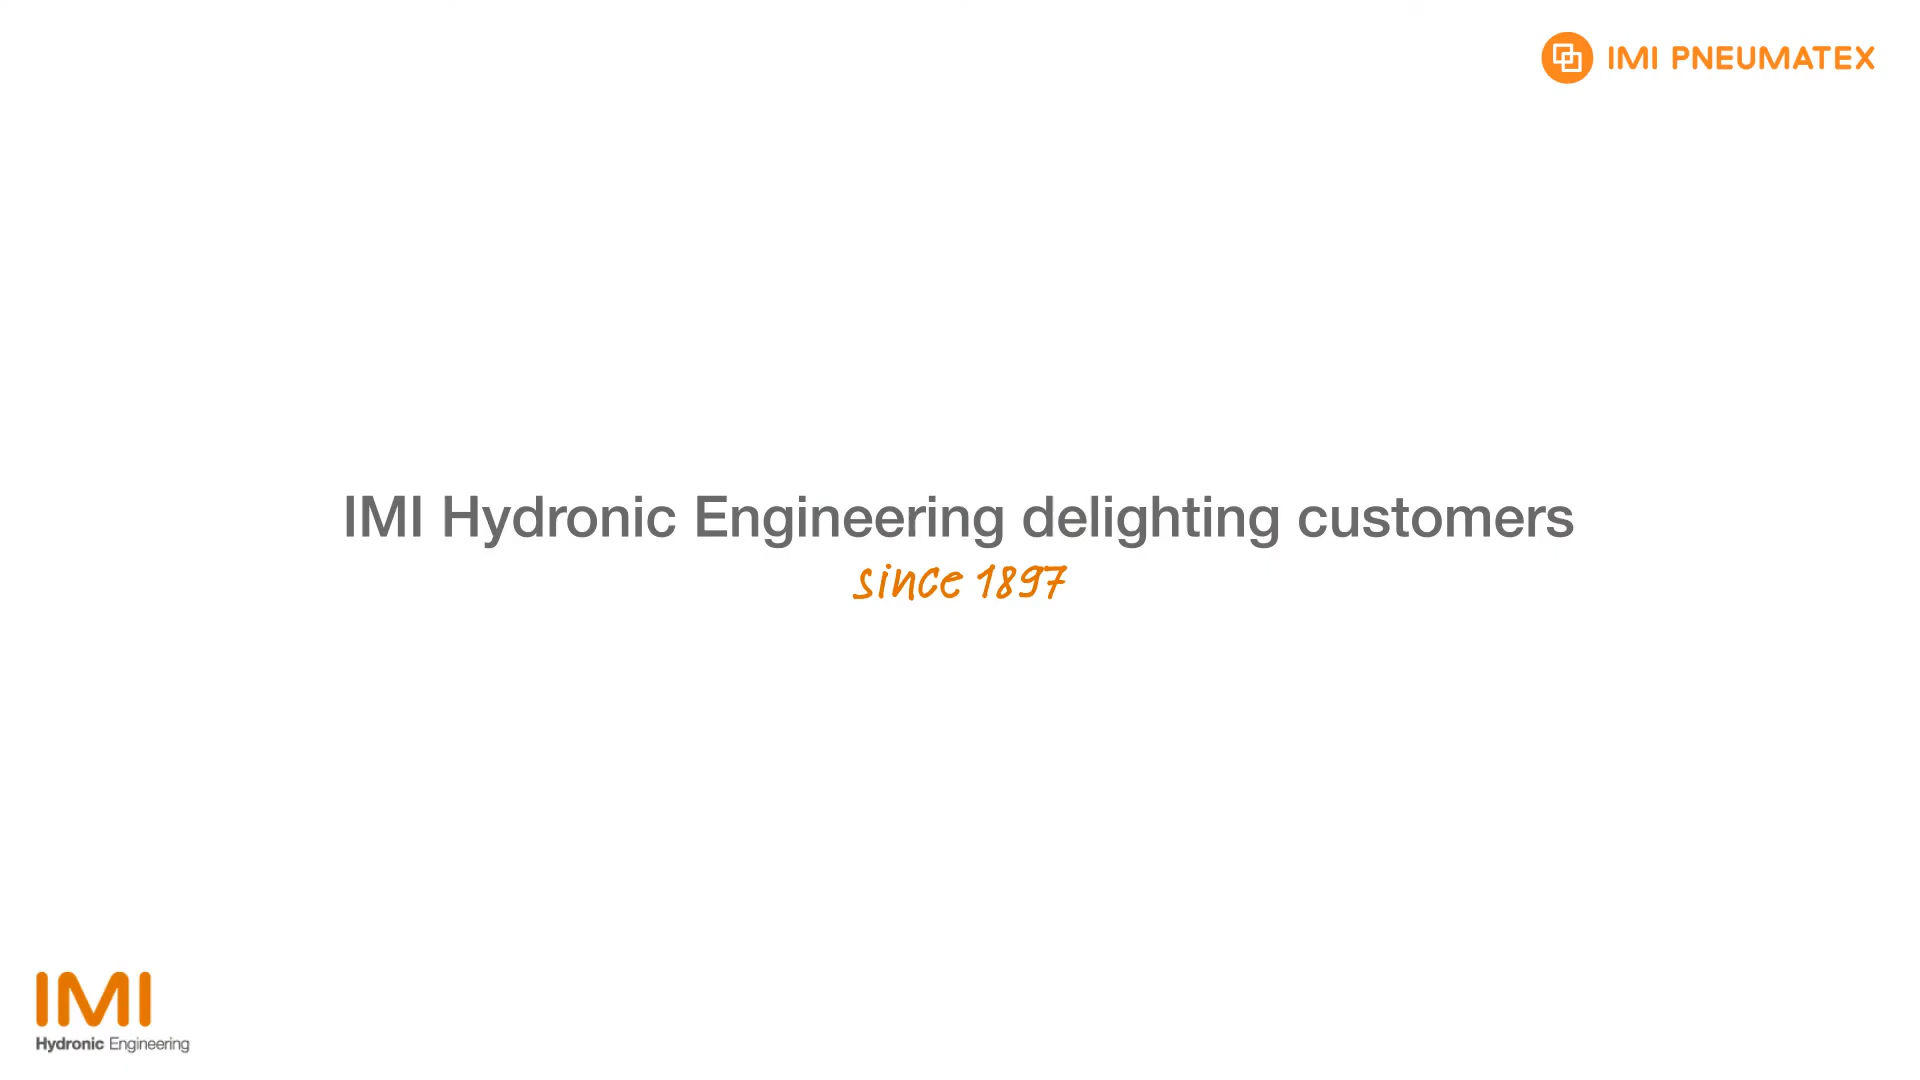 IMI PNEUMATEX
IMI Hydronic Engineering delighting customers
since 1897
IMI
Hydronic Engineering